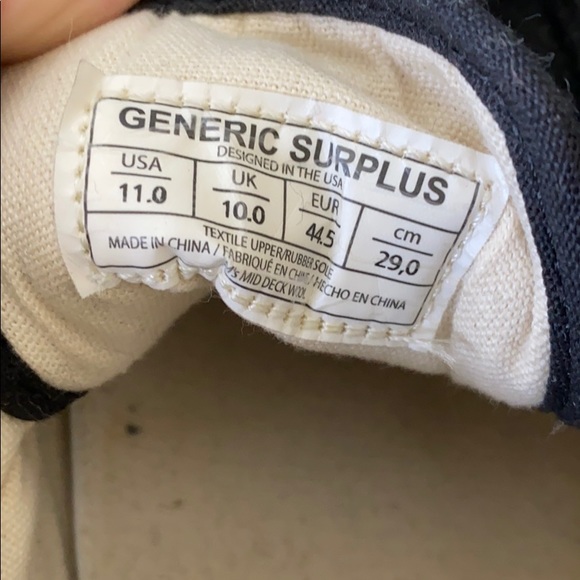 GENERIC SURPLUS
DESIGNED IN THE USA
USA UK EUR cm
11.0 10.0 44.5 29,0
TEXTILE UPPER/RUBBER SOLE
MADE IN CHINA / FABRIQUÉ EN CHINE / HECHO EN CHINA
MID DECK WOOL